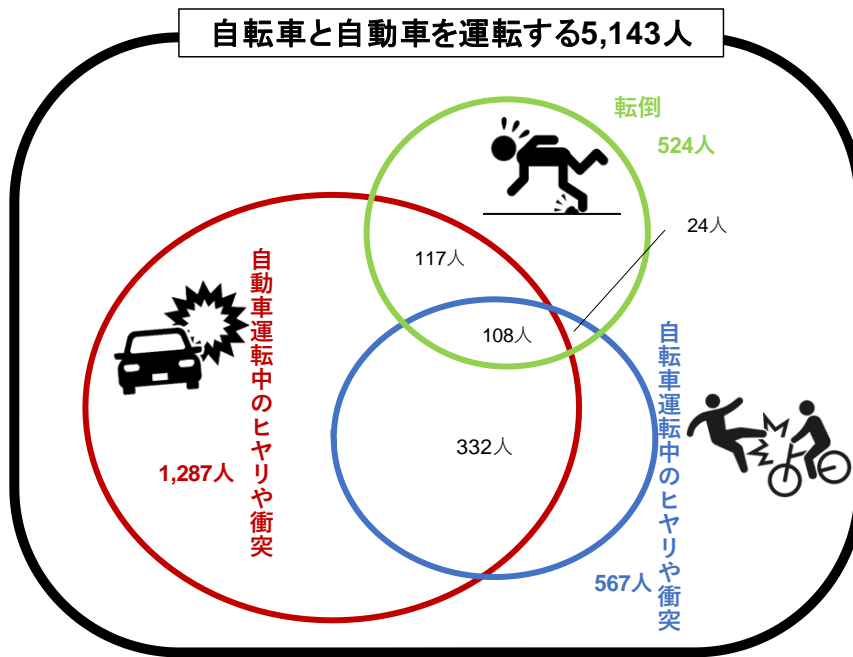 自転車と自動車を運転する5,143人
転倒
524人
24人
117人
108人
332人
自動車運転中のヒヤリや衝突
1,287人
自転車運転中のヒヤリや衝突
567人